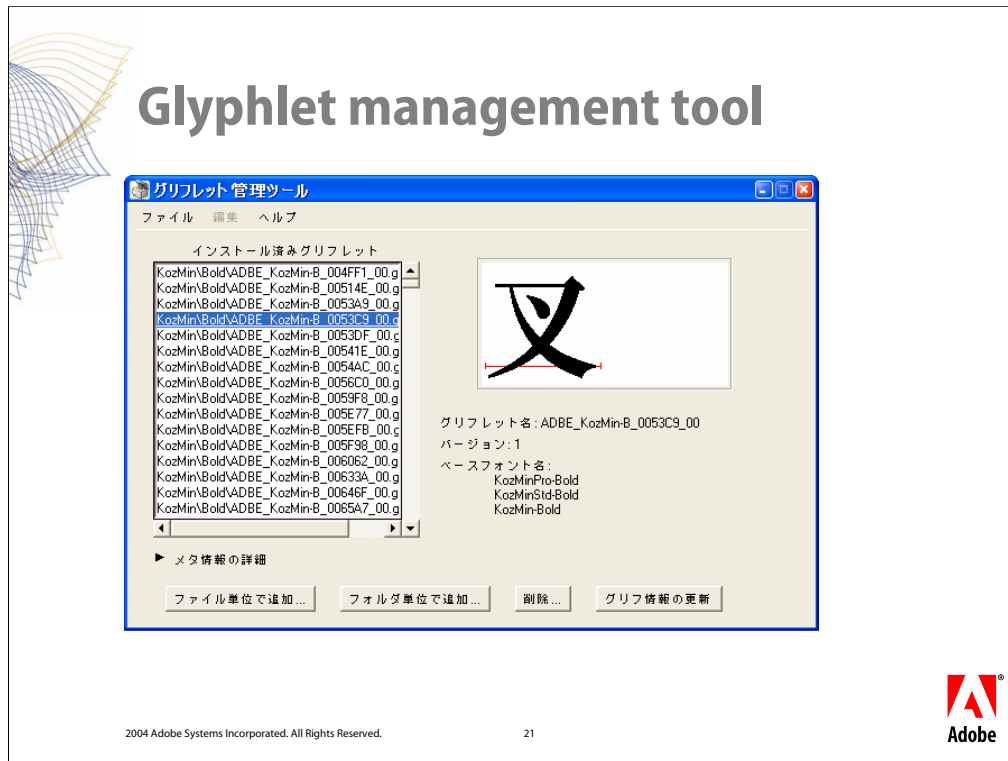 Glyphlet management tool
グリフレット 管理ツール
ファイル 編集 ヘルプ
インストール済みグリフレット
KozMin\Bold\ADBE_KozMin-B_004FF1_00.g
KozMin\Bold\ADBE_KozMin-B_00514E_00.g
KozMin\Bold\ADBE_KozMin-B_0053A9_00.g
KozMin\Bold\ADBE_KozMin-B_0053C9_00.g
KozMin\Bold\ADBE_KozMin-B_0053DF_00.g
KozMin\Bold\ADBE_KozMin-B_00541E_00.g
KozMin\Bold\ADBE_KozMin-B_0054AC_00.g
KozMin\Bold\ADBE_KozMin-B_0056C0_00.g
KozMin\Bold\ADBE_KozMin-B_0059F8_00.g
KozMin\Bold\ADBE_KozMin-B_005E77_00.g
KozMin\Bold\ADBE_KozMin-B_005EFB_00.g
KozMin\Bold\ADBE_KozMin-B_005F98_00.g
KozMin\Bold\ADBE_KozMin-B_006062_00.g
KozMin\Bold\ADBE_KozMin-B_00633A_00.g
KozMin\Bold\ADBE_KozMin-B_00646F_00.g
KozMin\Bold\ADBE_KozMin-B_0065A7_00.g
叉
グリフレット名: ADBE_KozMin-B_0053C9_00
バージョン: 1
ベースフォント名:
KozMinPro-Bold
KozMinStd-Bold
KozMin-Bold
メタ情報の詳細
ファイル単位で追加... フォルダ単位で追加... 削除... グリフ情報の更新
2004 Adobe Systems Incorporated. All Rights Reserved. 21
Adobe